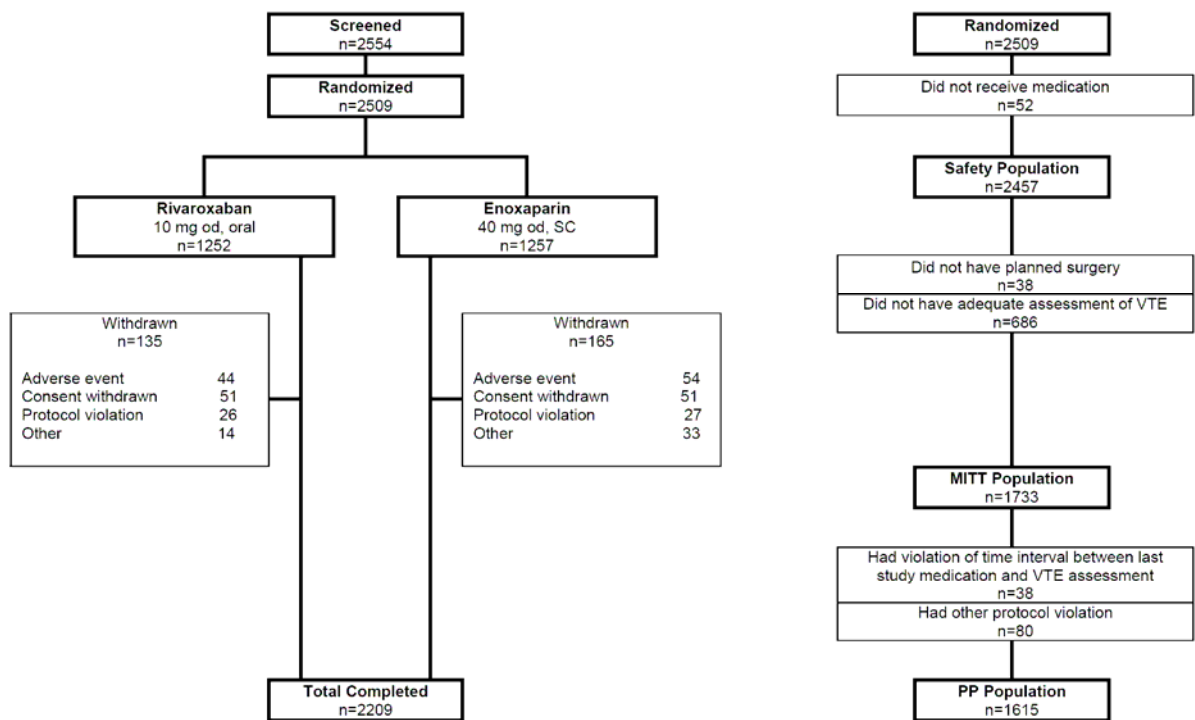 Screened
n=2554
Randomized
n=2509
Rivaroxaban
10 mg od, oral
n=1252
Enoxaparin
40 mg od, SC
n=1257
Withdrawn
n=135
Adverse event 44
Consent withdrawn 51
Protocol violation 26
Other 14
Withdrawn
n=165
Adverse event 54
Consent withdrawn 51
Protocol violation 27
Other 33
Total Completed
n=2209
Randomized
n=2509
Did not receive medication
n=52
Safety Population
n=2457
Did not have planned surgery
n=38
Did not have adequate assessment of VTE
n=686
MITT Population
n=1733
Had violation of time interval between last
study medication and VTE assessment
n=38
Had other protocol violation
n=80
PP Population
n=1615